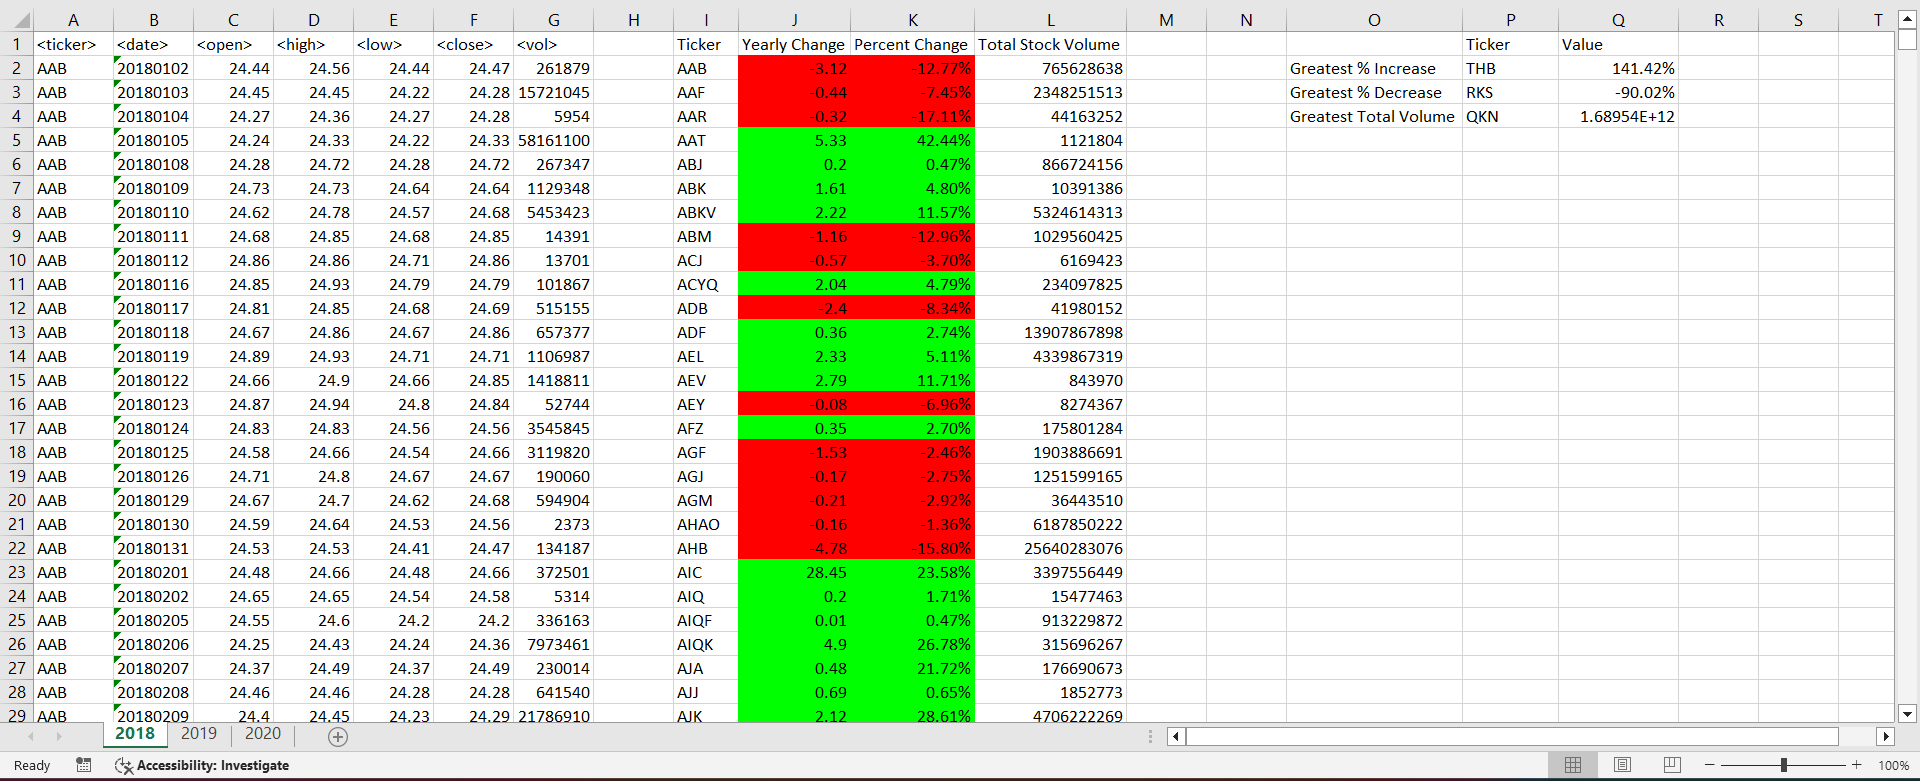 A B C D E F G H I J K L M N O P Q R S T
1 <ticker> <date> <open> <high> <low> <close> <vol> Ticker Yearly Change Percent Change Total Stock Volume Ticker Value
2 AAB 20180102 24.44 24.56 24.44 24.47 261879 AAB -3.12 -12.77% 765628638 Greatest % Increase THB 141.42%
3 AAB 20180103 24.45 24.45 24.22 24.28 15721045 AAF -0.44 -7.45% 2348251513 Greatest % Decrease RKS -90.02%
4 AAB 20180104 24.27 24.36 24.27 24.28 5954 AAR -0.32 -17.11% 44163252 Greatest Total Volume QKN 1.68954E+12
5 AAB 20180105 24.24 24.33 24.22 24.33 58161100 AAT 5.33 42.44% 1121804
6 AAB 20180108 24.28 24.72 24.28 24.72 267347 ABJ 0.2 0.47% 866724156
7 AAB 20180109 24.73 24.73 24.64 24.64 1129348 ABK 1.61 4.80% 10391386
8 AAB 20180110 24.62 24.78 24.57 24.68 5453423 ABKV 2.22 11.57% 5324614313
9 AAB 20180111 24.68 24.85 24.68 24.85 14391 ABM -1.16 -12.96% 1029560425
10 AAB 20180112 24.86 24.86 24.71 24.86 13701 ACJ -0.57 -3.70% 6169423
11 AAB 20180116 24.85 24.93 24.79 24.79 101867 ACYQ 2.04 4.79% 234097825
12 AAB 20180117 24.81 24.85 24.68 24.69 515155 ADB -2.4 -8.34% 41980152
13 AAB 20180118 24.67 24.86 24.67 24.86 657377 ADF 0.36 2.74% 13907867898
14 AAB 20180119 24.89 24.93 24.71 24.71 1106987 AEL 2.33 5.11% 4339867319
15 AAB 20180122 24.66 24.9 24.66 24.85 1418811 AEV 2.79 11.71% 843970
16 AAB 20180123 24.87 24.94 24.8 24.84 52744 AEY -0.08 -6.96% 8274367
17 AAB 20180124 24.83 24.83 24.56 24.56 3545845 AFZ 0.35 2.70% 175801284
18 AAB 20180125 24.58 24.66 24.54 24.66 3119820 AGF -1.53 -2.46% 1903886691
19 AAB 20180126 24.71 24.8 24.67 24.67 190060 AGJ -0.17 -2.75% 1251599165
20 AAB 20180129 24.67 24.7 24.62 24.68 594904 AGM -0.21 -2.92% 36443510
21 AAB 20180130 24.59 24.64 24.53 24.56 2373 AHAO -0.16 -1.36% 6187850222
22 AAB 20180131 24.53 24.53 24.41 24.47 134187 AHB -4.78 -15.80% 25640283076
23 AAB 20180201 24.48 24.66 24.48 24.66 372501 AIC 28.45 23.58% 3397556449
24 AAB 20180202 24.65 24.65 24.54 24.58 5314 AIQ 0.2 1.71% 15477463
25 AAB 20180205 24.55 24.6 24.2 24.2 336163 AIQF 0.01 0.47% 913229872
26 AAB 20180206 24.25 24.43 24.24 24.36 7973461 AIQK 4.9 26.78% 315696267
27 AAB 20180207 24.37 24.49 24.37 24.49 230014 AJA 0.48 21.72% 176690673
28 AAB 20180208 24.46 24.46 24.28 24.28 641540 AJJ 0.69 0.65% 1852773
29 AAB 20180209 24.4 24.45 24.23 24.29 21786910 AJK 2.12 28.61% 4706222269
2018 2019 2020
Ready Accessibility: Investigate 100%